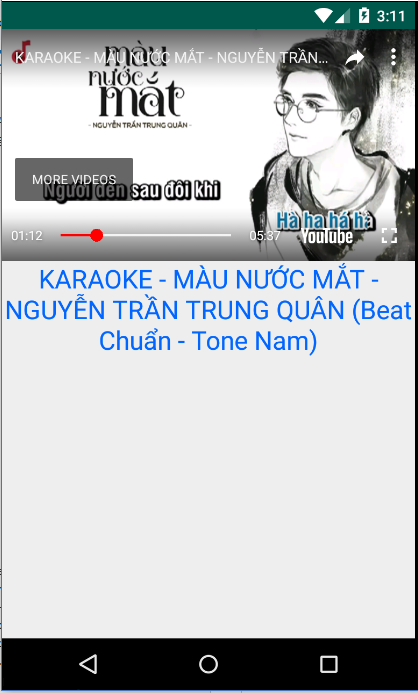 3:11
KARAOKE - MÀU NƯỚC MẮT - NGUYỄN TRẦN...
màu
nước
mắt
- NGUYỄN TRẦN TRUNG QUÂN -
MORE VIDEOS
Người đến sau đôi khi
Hà ha há hà
01:12
05:37
YouTube
KARAOKE - MÀU NƯỚC MẮT -
NGUYỄN TRẦN TRUNG QUÂN (Beat
Chuẩn - Tone Nam)